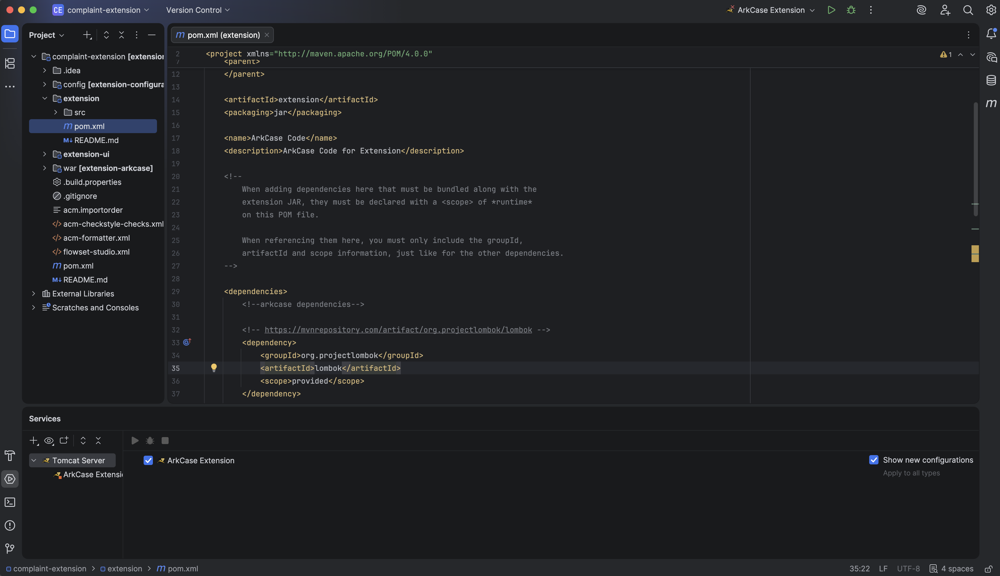 CE complaint-extension Version Control ArkCase Extension
Project
complaint-extension [extension
.idea
config [extension-configura
extension
src
m pom.xml
M↓ README.md
extension-ui
war [extension-arkcase]
.build.properties
.gitignore
acm.importorder
</> acm-checkstyle-checks.xml
</> acm-formatter.xml
</> flowset-studio.xml
m pom.xml
M↓ README.md
External Libraries
Scratches and Consoles
m pom.xml (extension)
1
2 <project xmlns="http://maven.apache.org/POM/4.0.0"
7 <parent>
12 </parent>
13
14 <artifactId>extension</artifactId>
15 <packaging>jar</packaging>
16
17 <name>ArkCase Code</name>
18 <description>ArkCase Code for Extension</description>
19
20 <!--
21 When adding dependencies here that must be bundled along with the
22 extension JAR, they must be declared with a <scope> of *runtime*
23 on this POM file.
24
25 When referencing them here, you must only include the groupId,
26 artifactId and scope information, just like for the other dependencies.
27 -->
28
29 <dependencies>
30 <!--arkcase dependencies-->
31
32 <!-- https://mvnrepository.com/artifact/org.projectlombok/lombok -->
33 <dependency>
34 <groupId>org.projectlombok</groupId>
35 <artifactId>lombok</artifactId>
36 <scope>provided</scope>
37 </dependency>
m
Services
Tomcat Server
ArkCase Extensi
ArkCase Extension
Show new configurations
Apply to all types
complaint-extension > extension > m pom.xml
35:22 LF UTF-8 4 spaces